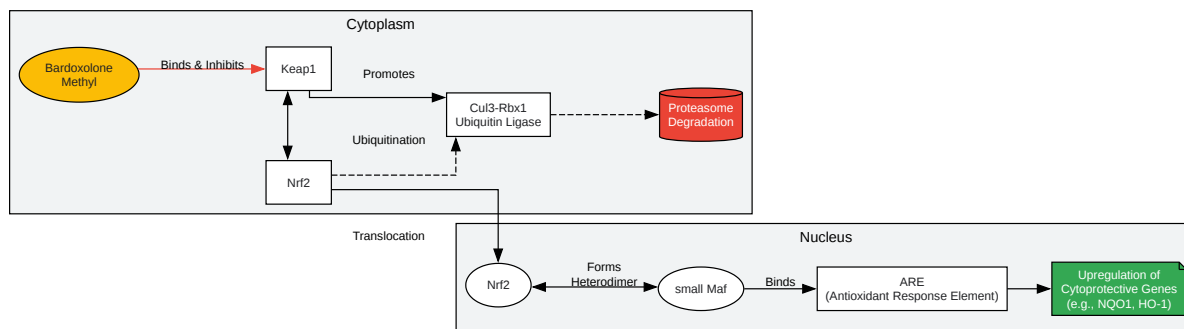 Cytoplasm
Bardoxolone
Methyl
Binds & Inhibits
Keap1
Promotes
Cul3-Rbx1
Ubiquitin Ligase
Proteasome
Degradation
Ubiquitination
Nrf2
Translocation
Nucleus
Nrf2
Forms
Heterodimer
small Maf
Binds
ARE
(Antioxidant Response Element)
Upregulation of
Cytoprotective Genes
(e.g., NQO1, HO-1)